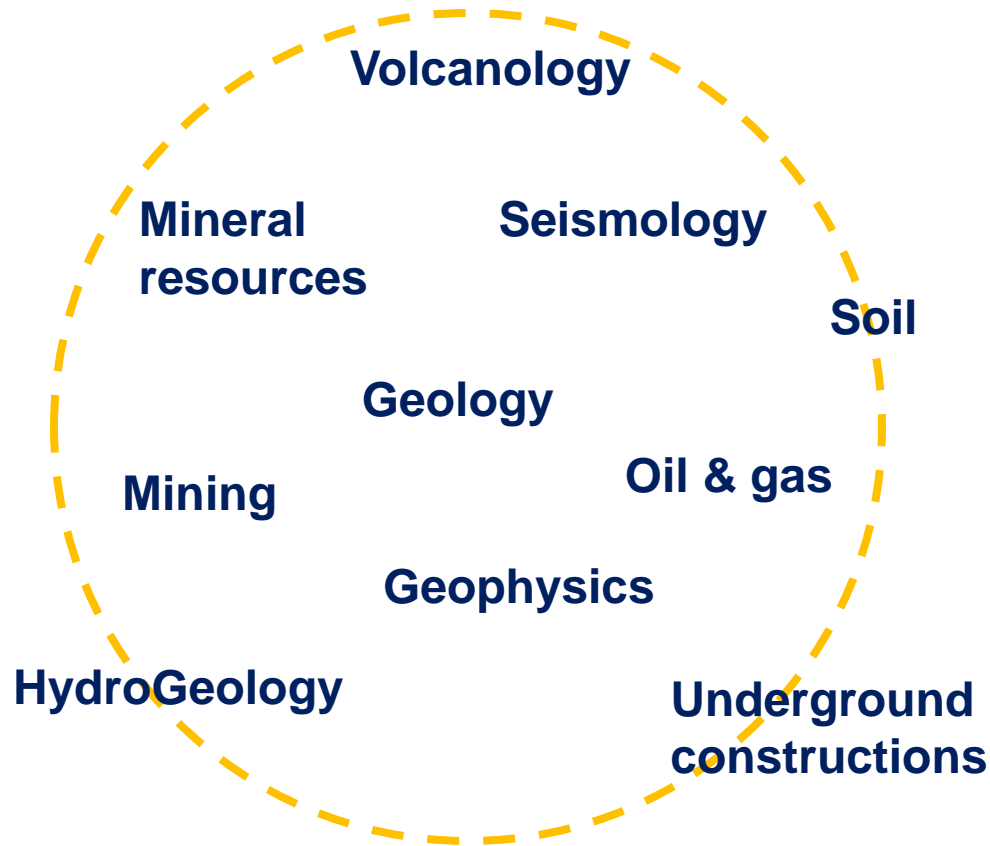 Volcanology
Mineral
resources
Seismology
Soil
Geology
Oil & gas
Mining
Geophysics
HydroGeology
Underground
constructions